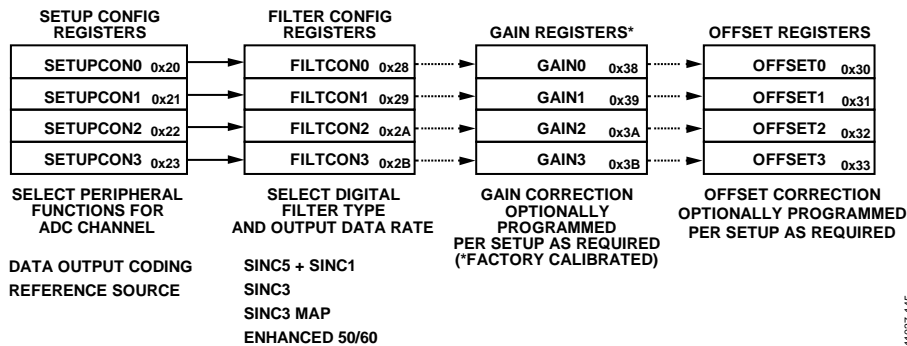 SETUP CONFIG
REGISTERS
SETUPCON0 0x20
SETUPCON1 0x21
SETUPCON2 0x22
SETUPCON3 0x23
SELECT PERIPHERAL
FUNCTIONS FOR
ADC CHANNEL
DATA OUTPUT CODING
REFERENCE SOURCE
FILTER CONFIG
REGISTERS
FILTCON0 0x28
FILTCON1 0x29
FILTCON2 0x2A
FILTCON3 0x2B
SELECT DIGITAL
FILTER TYPE
AND OUTPUT DATA RATE
SINC5 + SINC1
SINC3
SINC3 MAP
ENHANCED 50/60
GAIN REGISTERS*
GAIN0 0x38
GAIN1 0x39
GAIN2 0x3A
GAIN3 0x3B
GAIN CORRECTION
OPTIONALLY
PROGRAMMED
PER SETUP AS REQUIRED
(*FACTORY CALIBRATED)
OFFSET REGISTERS
OFFSET0 0x30
OFFSET1 0x31
OFFSET2 0x32
OFFSET3 0x33
OFFSET CORRECTION
OPTIONALLY PROGRAMMED
PER SETUP AS REQUIRED